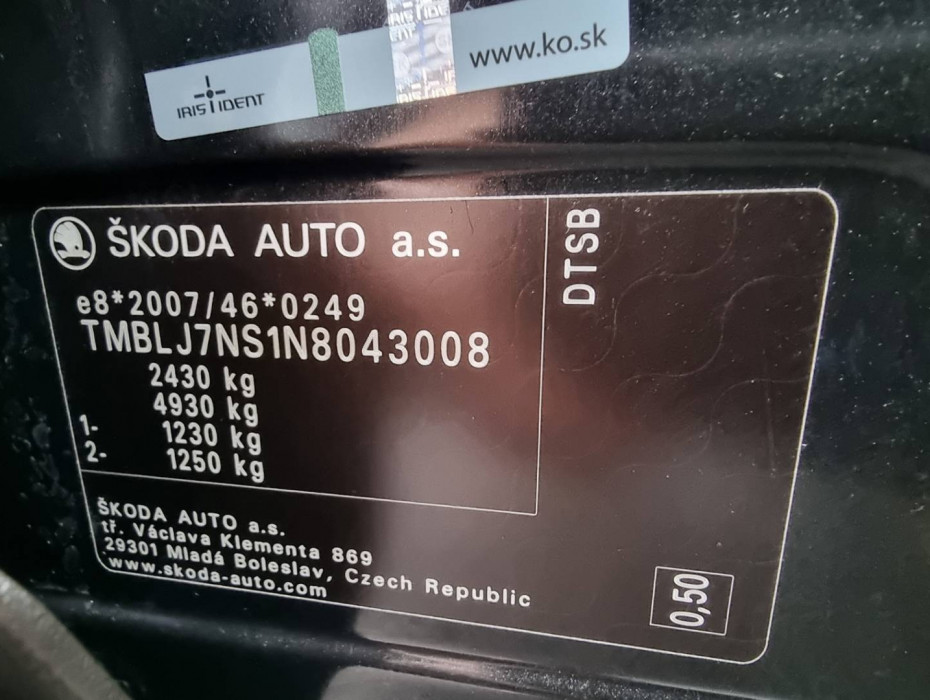 IRIS IDENT
www.ko.sk
ŠKODA AUTO a.s.
DTSB
e8*2007/46*0249
TMBLJ7NS1N8043008
2430 kg
4930 kg
1- 1230 kg
2- 1250 kg
ŠKODA AUTO a.s.
tř. Václava Klementa 869
29301 Mladá Boleslav, Czech Republic
www.skoda-auto.com
0,50